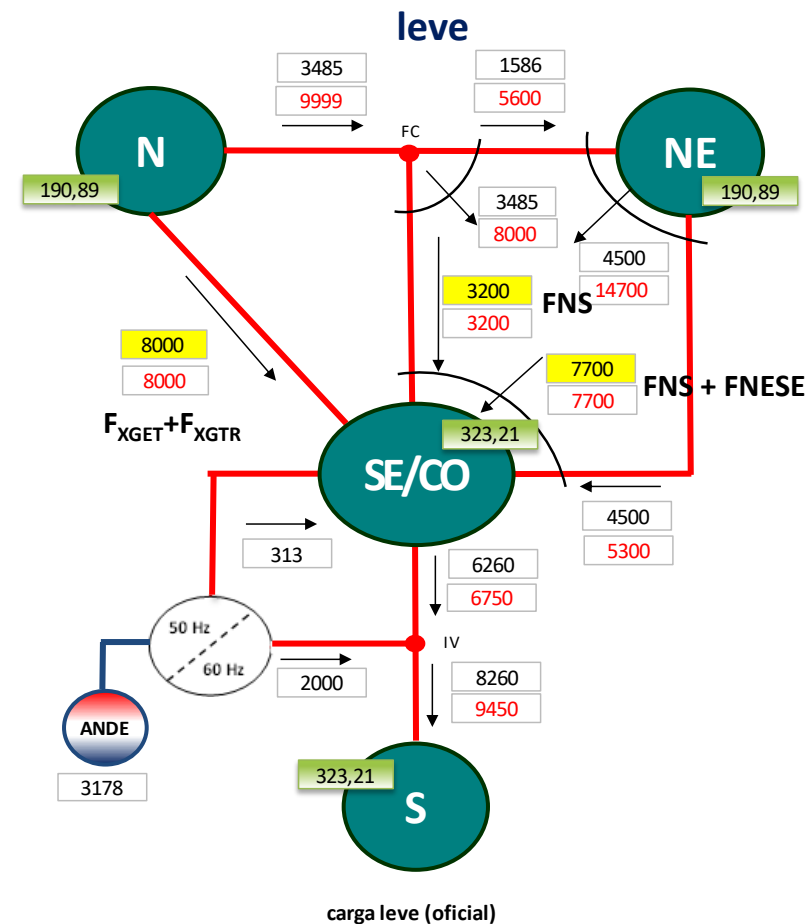 leve
3485
9999
1586
5600
FC
N
NE
190,89
190,89
3485
8000
4500
14700
3200
3200
FNS
8000
8000
7700
7700
FNS + FNESE
FXGET+FXGTR
323,21
SE/CO
4500
5300
313
6260
6750
50 Hz
60 Hz
IV
2000
8260
9450
ANDE
3178
323,21
S
carga leve (oficial)